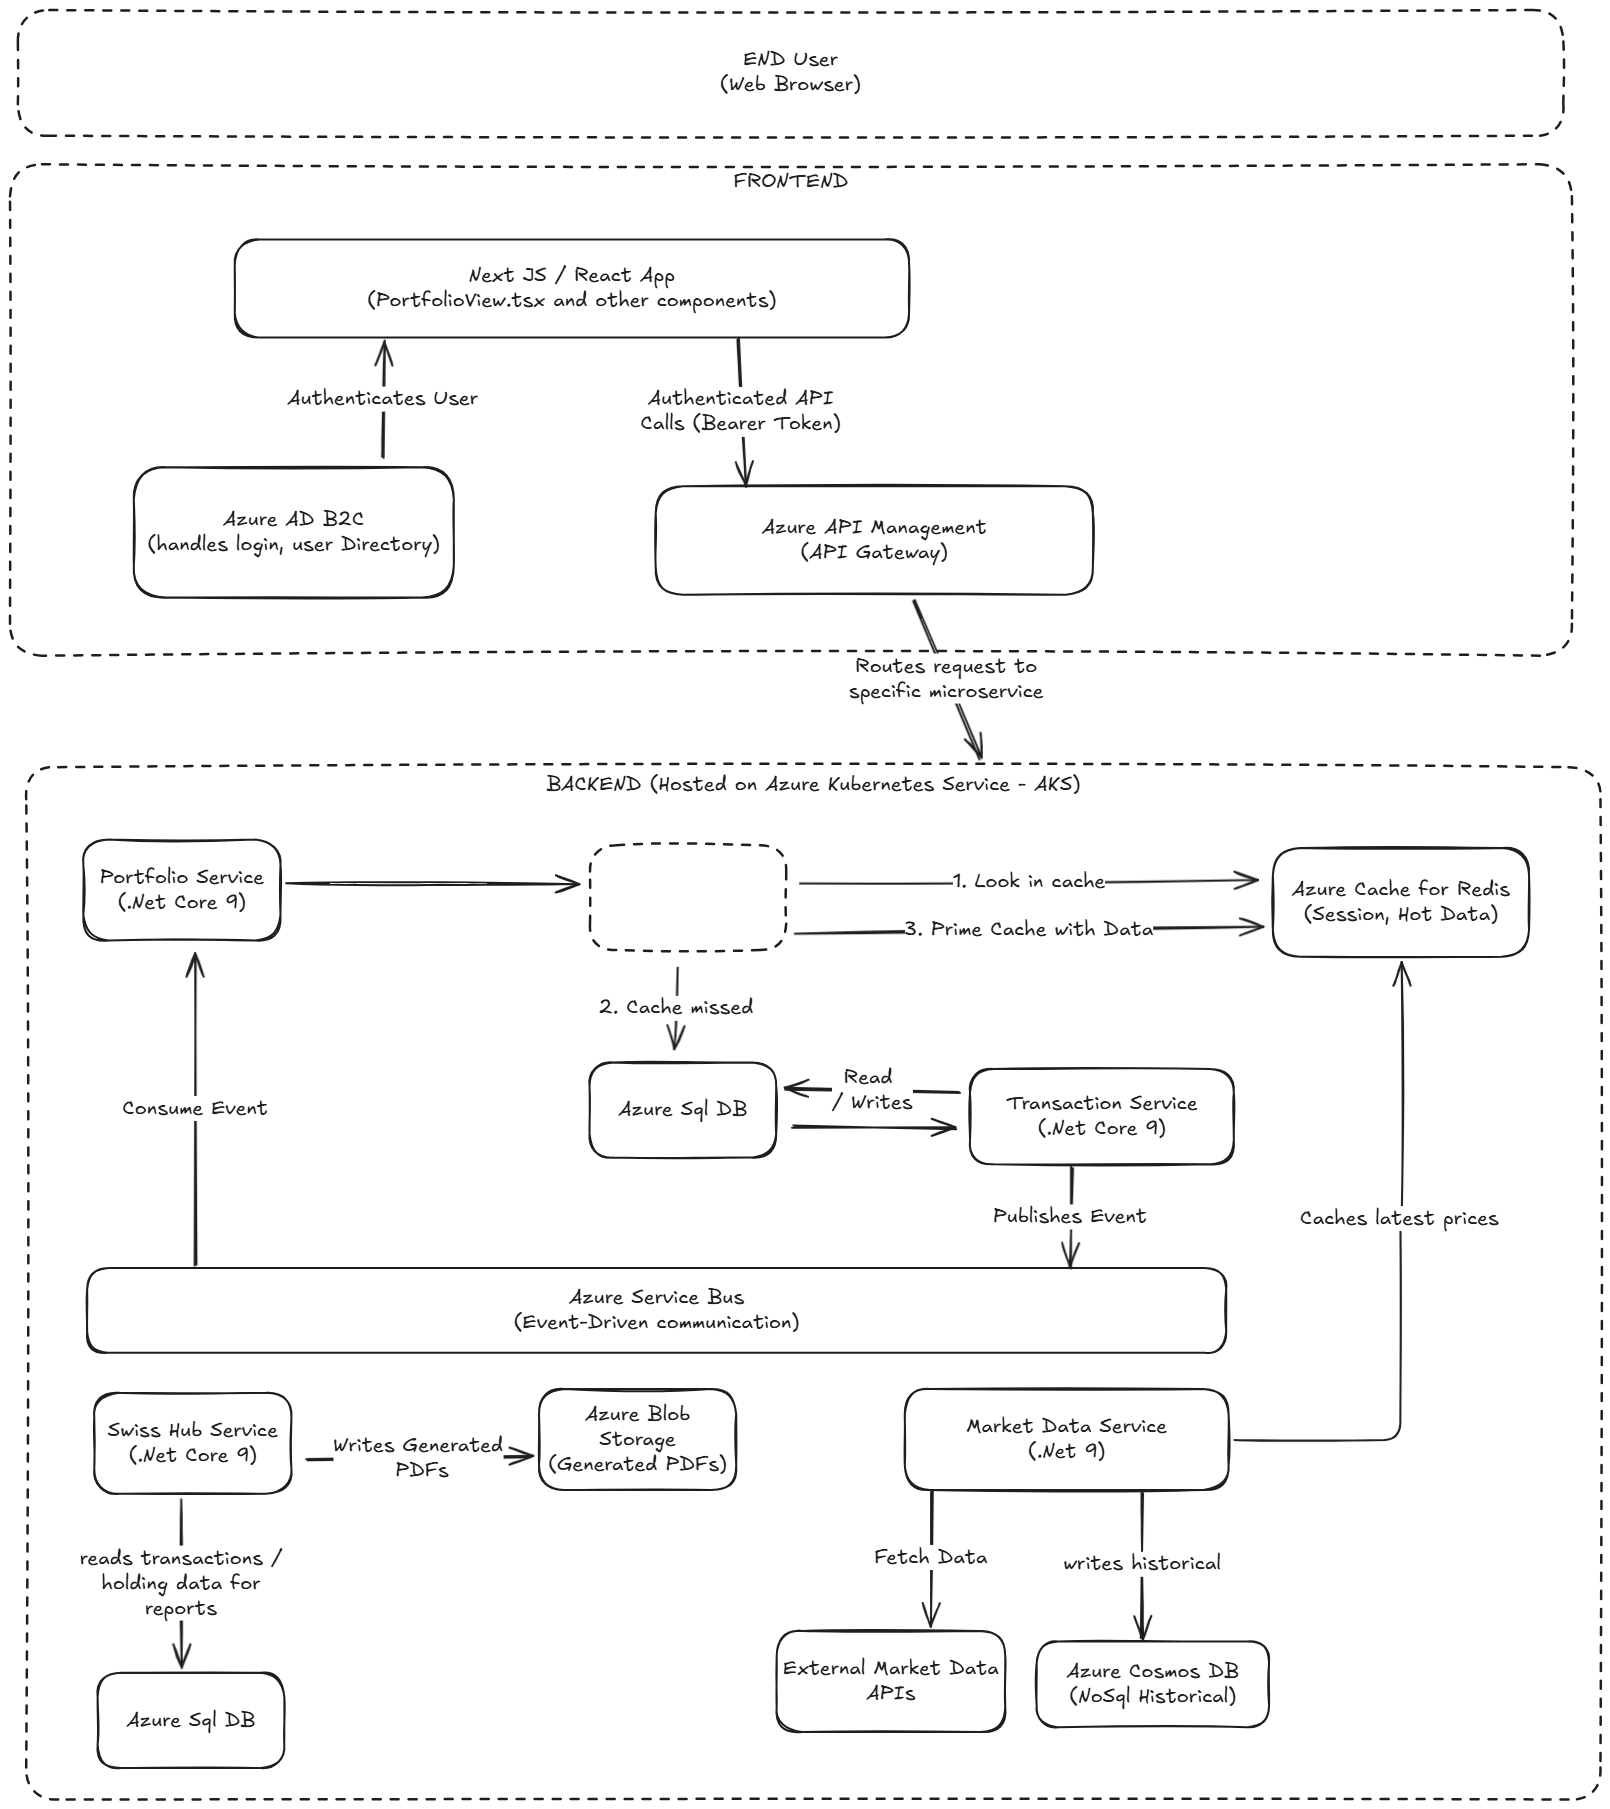 END User
(Web Browser)
FRONTEND
Next JS / React App
(PortfolioView.tsx and other components)
Authenticates User
Authenticated API
Calls (Bearer Token)
Azure AD B2C
(handles login, user Directory)
Azure API Management
(API Gateway)
Routes request to
specific microservice
BACKEND (Hosted on Azure Kubernetes Service - AKS)
Portfolio Service
(.Net Core 9)
1. Look in cache
3. Prime Cache with Data
Azure Cache for Redis
(Session, Hot Data)
2. Cache missed
Consume Event
Azure Sql DB
Read
/ Writes
Transaction Service
(.Net Core 9)
Publishes Event
Caches latest prices
Azure Service Bus
(Event-Driven communication)
Swiss Hub Service
(.Net Core 9)
Writes Generated
PDFs
Azure Blob
Storage
(Generated PDFs)
Market Data Service
(.Net 9)
reads transactions /
holding data for
reports
Fetch Data
writes historical
Azure Sql DB
External Market Data
APIs
Azure Cosmos DB
(NoSql Historical)